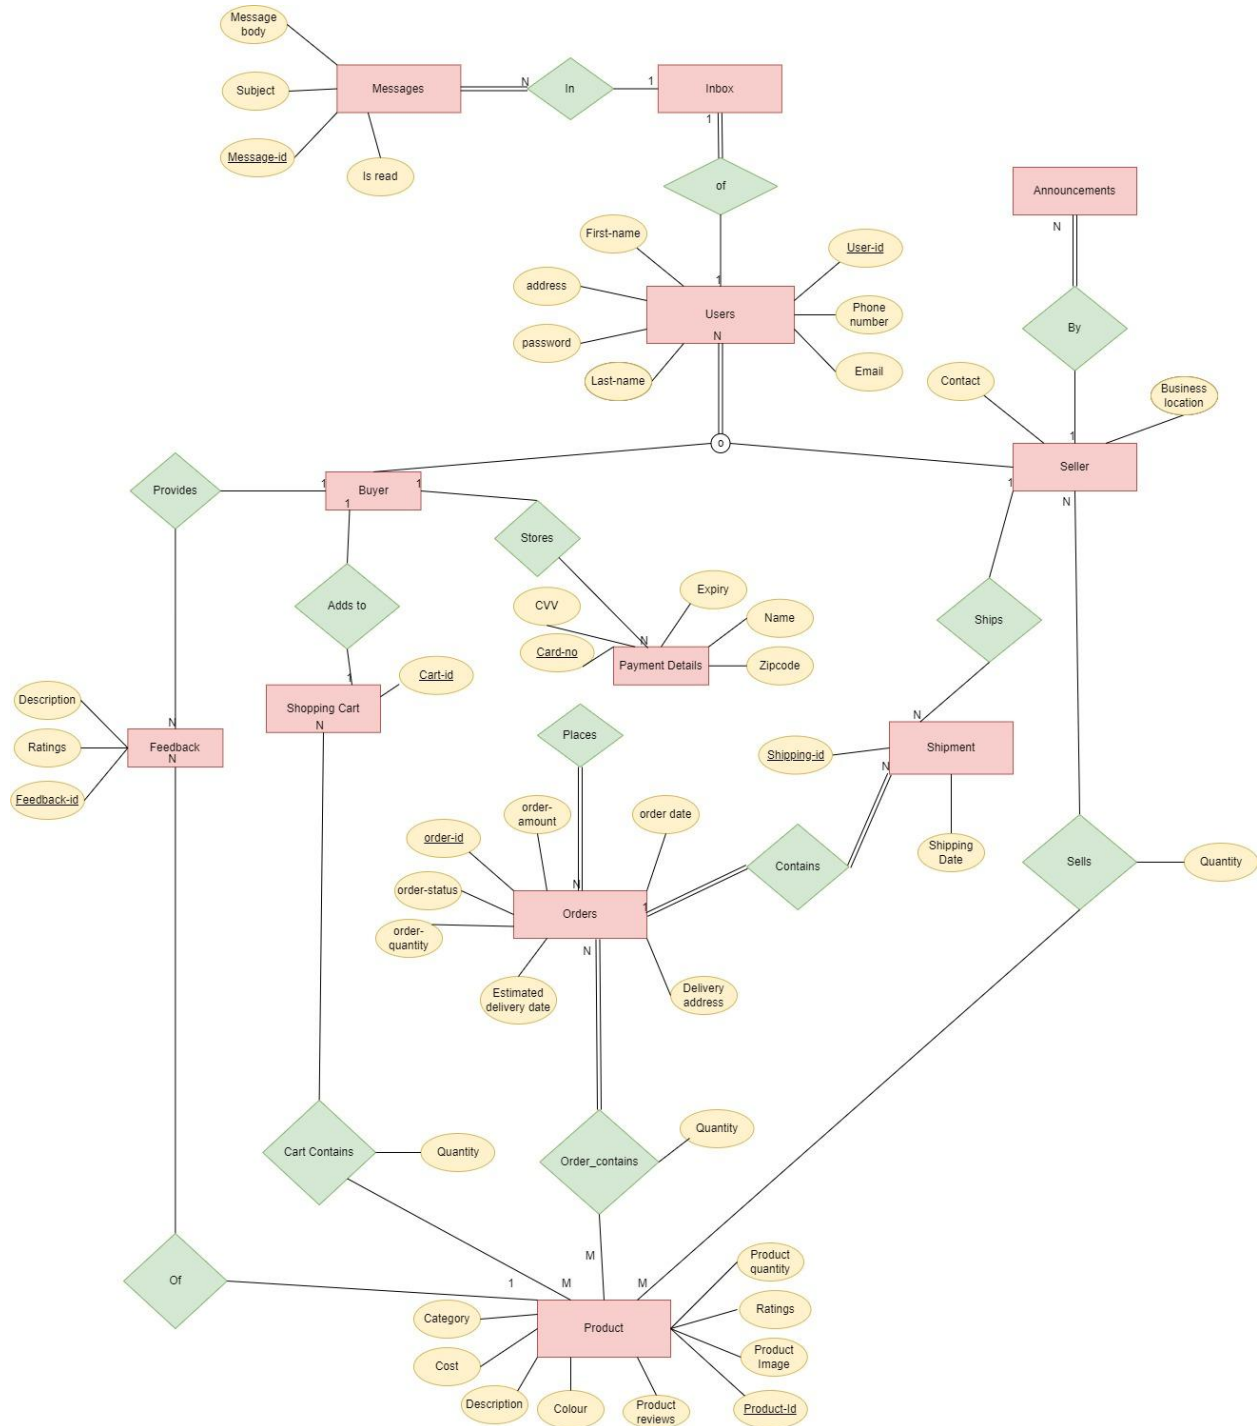 Message
body
Messages
N
In
1
Inbox
Subject
1
Message-id
Is read
of
Announcements
N
First-name
User-id
address
1
Users
Phone
number
By
password
N
Last-name
Email
Contact
Business
location
1
o
Seller
Provides
1
Buyer
1
1
1
N
Stores
CVV
Expiry
Name
Adds to
Ships
N
Card-no
Payment Details
Zipcode
1
Cart-id
Description
Shopping Cart
N
N
Feedback
N
Ratings
Feedback-id
Places
N
Shipment
Shipping-id
N
order-
amount
order date
order-id
Shipping
Date
Contains
Sells
Quantity
order-status
N
Orders
1
order-
quantity
N
Estimated
delivery date
Delivery
address
Cart Contains
Quantity
Order_contains
Quantity
Of
1
M
M
M
Product
quantity
Category
Product
Ratings
Cost
Product
Image
Description
Colour
Product
reviews
Product-Id